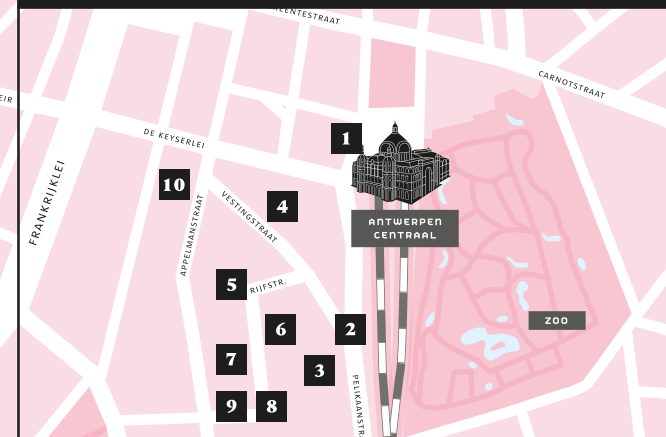 CARNOTSTRAAT
EIR
DE KEYSERLEI
1
FRANKRIJKLEI
10
APPELMANSTRAAT
VESTINGSTRAAT
4
ANTWERPEN
CENTRAAL
5
RIJFSTR.
6
2
ZOO
7
3
9
8
PELIKAANSTR.